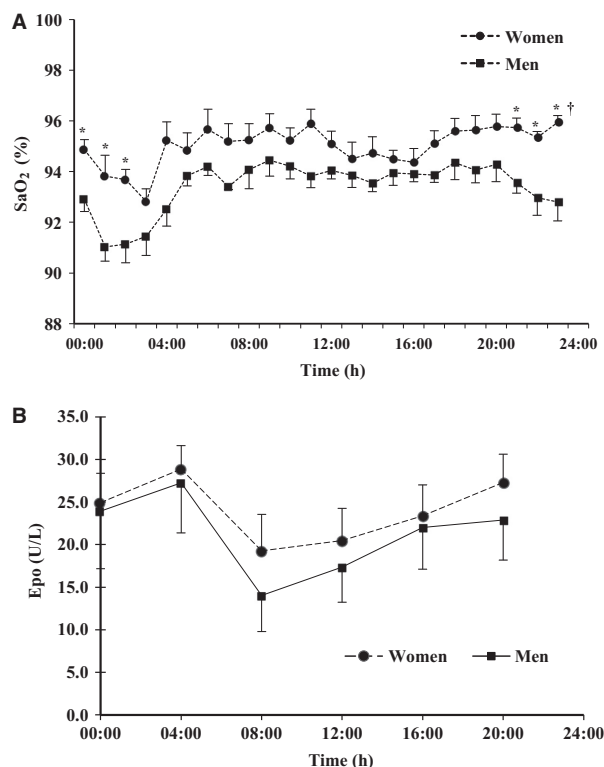 A
100
98
96
94
92
90
88
SaO2 (%)
Women
Men
* * * * * * †
00:00 04:00 08:00 12:00 16:00 20:00 24:00
Time (h)
B
35.0
30.0
25.0
20.0
15.0
10.0
5.0
0.0
Epo (U/L)
Women Men
00:00 04:00 08:00 12:00 16:00 20:00 24:00
Time (h)